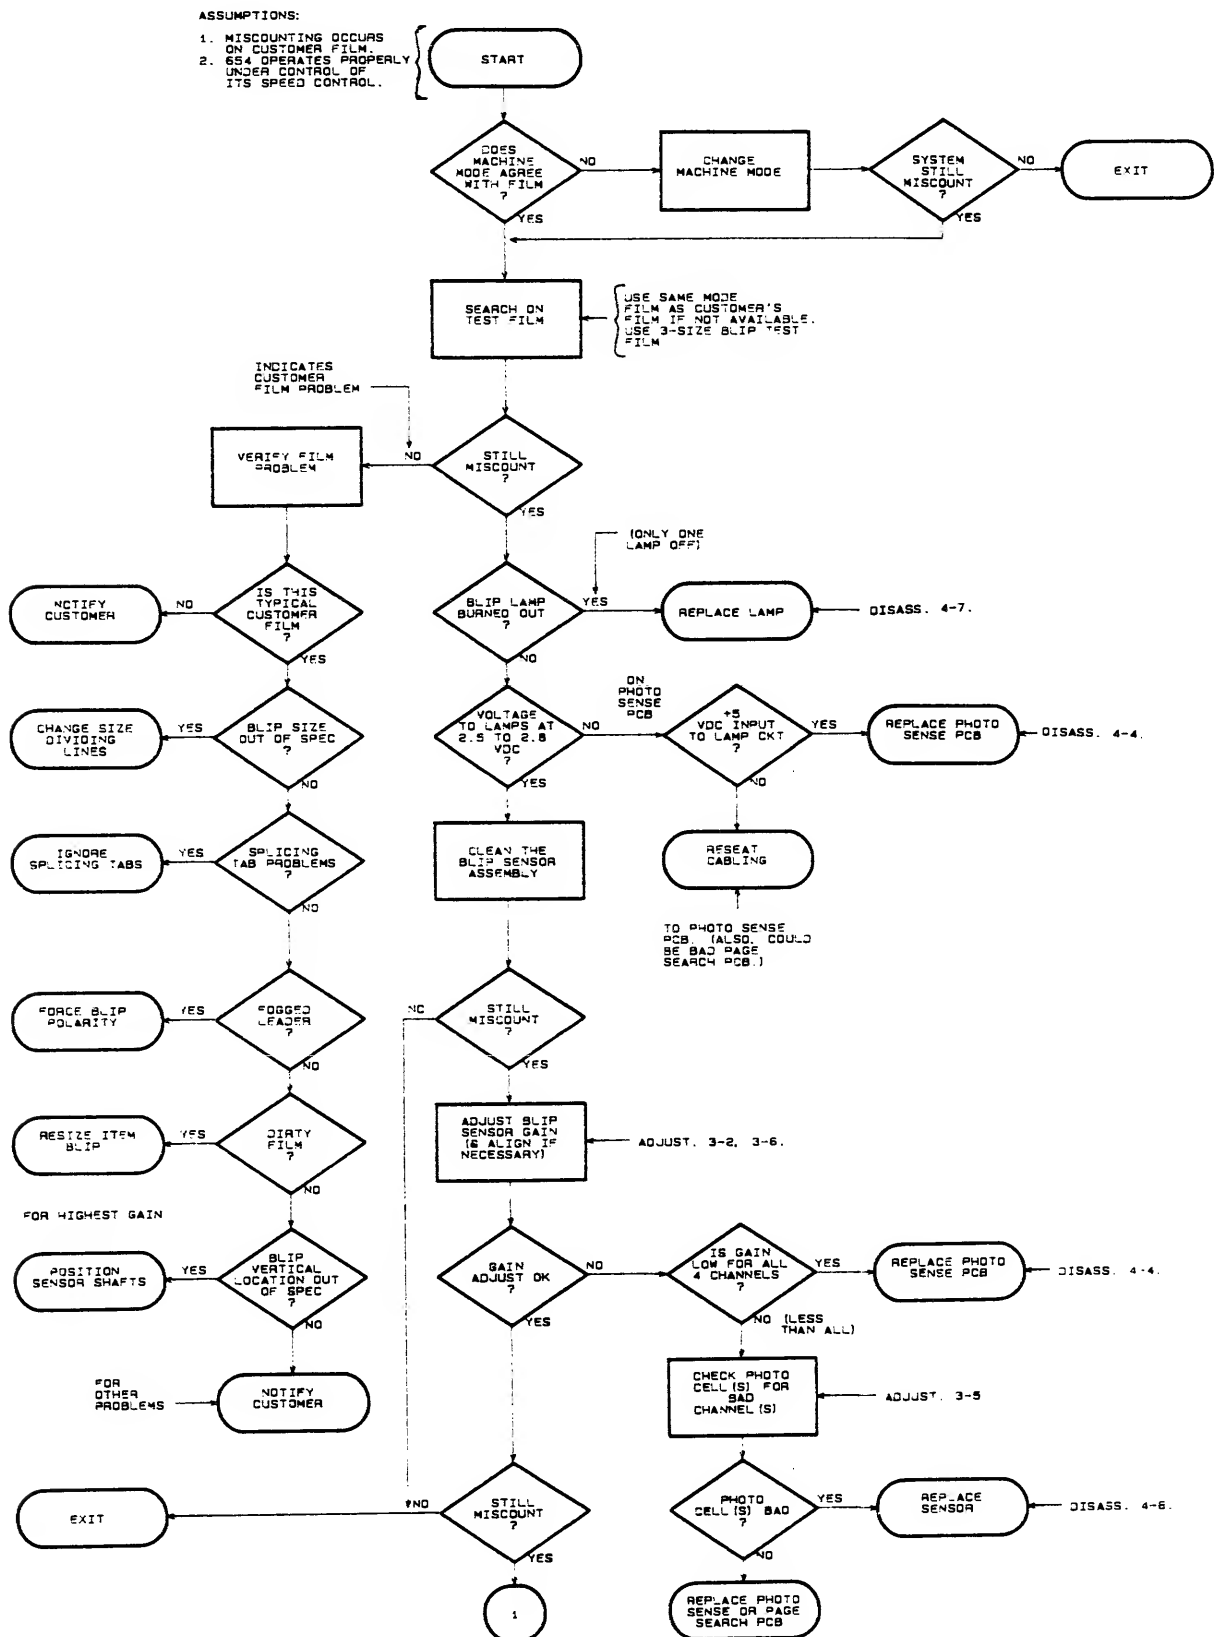 ASSUMPTIONS:
1. MISCOUNTING OCCURS
ON CUSTOMER FILM.
2. 654 OPERATES PROPERLY
UNDER CONTROL OF
ITS SPEED CONTROL.
START
DOES
MACHINE
MODE AGREE
WITH FILM
?
NO
CHANGE
MACHINE MODE
SYSTEM
STILL
MISCOUNT
?
NO
EXIT
YES
YES
SEARCH ON
TEST FILM
USE SAME MODE
FILM AS CUSTOMER'S
FILM IF NOT AVAILABLE.
USE 3-SIZE BLIP TEST
FILM
INDICATES
CUSTOMER
FILM PROBLEM
VERIFY FILM
PROBLEM
NO
STILL
MISCOUNT
?
YES
(ONLY ONE
LAMP OFF)
NOTIFY
CUSTOMER
NO
IS THIS
TYPICAL
CUSTOMER
FILM
?
YES
BLIP LAMP
BURNED OUT
?
YES
REPLACE LAMP
DISASS. 4-7.
NO
CHANGE SIZE
DIVIDING
LINES
YES
BLIP SIZE
OUT OF SPEC
?
NO
VOLTAGE
TO LAMPS AT
2.5 TO 2.8
VDC
?
NO
ON
PHOTO
SENSE
PCB
+5
VDC INPUT
TO LAMP CKT
?
YES
REPLACE PHOTO
SENSE PCB
DISASS. 4-4.
YES
NO
IGNORE
SPLICING TABS
YES
SPLICING
TAB PROBLEMS
?
NO
CLEAN THE
BLIP SENSOR
ASSEMBLY
RESEAT
CABLING
TO PHOTO SENSE
PCB. (ALSO, COULD
BE BAD PAGE
SEARCH PCB.)
FORCE BLIP
POLARITY
YES
FOGGED
LEADER
?
NO
NO
STILL
MISCOUNT
?
YES
RESIZE ITEM
BLIP
YES
DIRTY
FILM
?
NO
ADJUST BLIP
SENSOR GAIN
(& ALIGN IF
NECESSARY)
ADJUST. 3-2, 3-6.
FOR HIGHEST GAIN
POSITION
SENSOR SHAFTS
YES
BLIP
VERTICAL
LOCATION OUT
OF SPEC
?
NO
GAIN
ADJUST OK
?
NO
YES
IS GAIN
LOW FOR ALL
4 CHANNELS
?
YES
REPLACE PHOTO
SENSE PCB
DISASS. 4-4.
NO (LESS
THAN ALL)
FOR
OTHER
PROBLEMS
NOTIFY
CUSTOMER
CHECK PHOTO
CELL(S) FOR
BAD
CHANNEL(S)
ADJUST. 3-5
EXIT
NO
STILL
MISCOUNT
?
YES
PHOTO
CELL(S) BAD
?
YES
REPLACE
SENSOR
DISASS. 4-6.
NO
1
REPLACE PHOTO
SENSE OR PAGE
SEARCH PCB